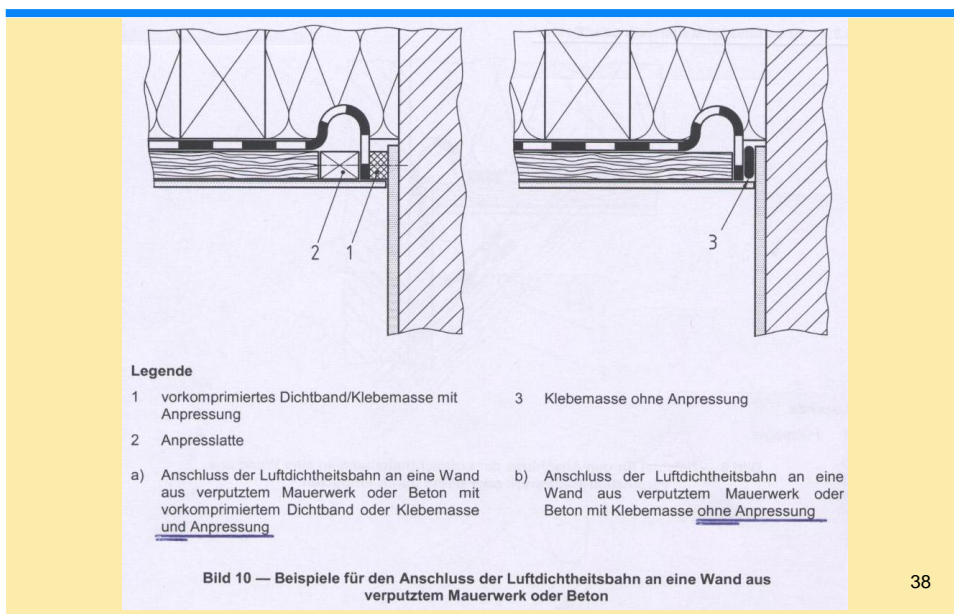 2 1
3
Legende
1 vorkomprimiertes Dichtband/Klebemasse mit
Anpressung
2 Anpresslatte
a) Anschluss der Luftdichtheitsbahn an eine Wand
aus verputztem Mauerwerk oder Beton mit
vorkomprimiertem Dichtband oder Klebemasse
und Anpressung
3 Klebemasse ohne Anpressung
b) Anschluss der Luftdichtheitsbahn an eine
Wand aus verputztem Mauerwerk oder
Beton mit Klebemasse ohne Anpressung
Bild 10 — Beispiele für den Anschluss der Luftdichtheitsbahn an eine Wand aus
verputztem Mauerwerk oder Beton
38